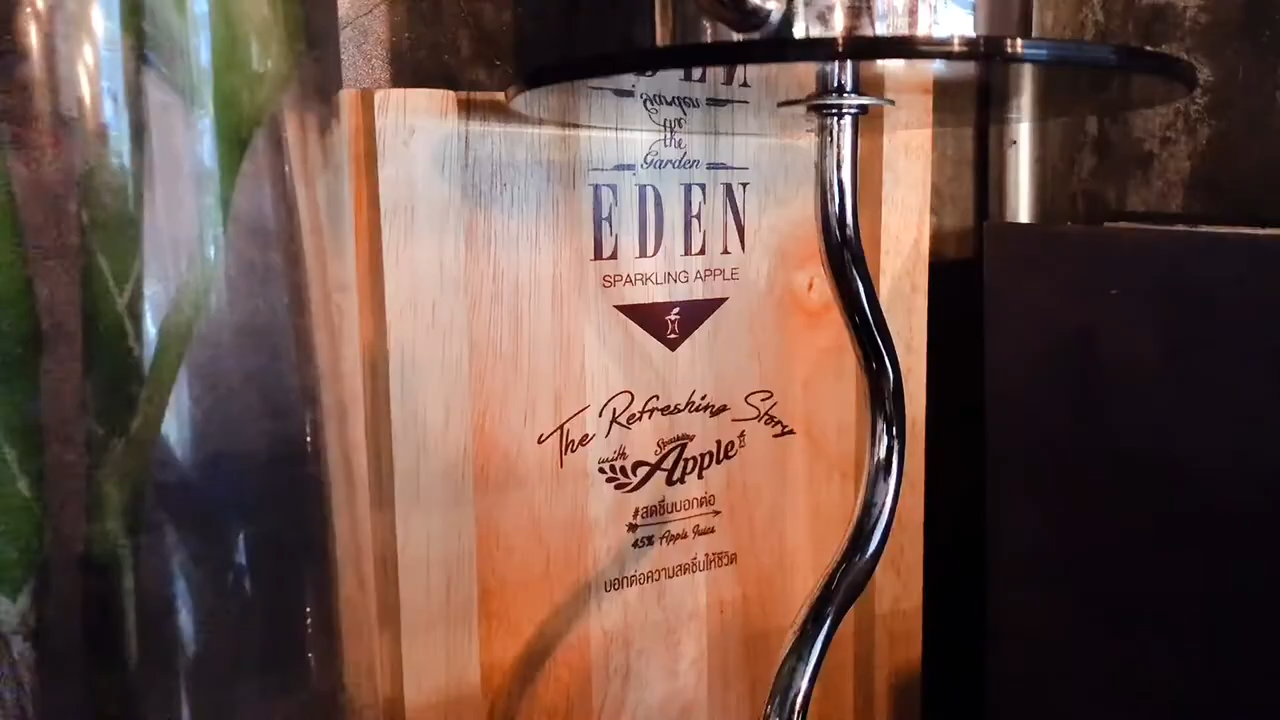 the
Garden
EDEN
SPARKLING APPLE
The Refreshing Story
with Sparkling Apple
#สดชื่นบอกต่อ
45% Apple Juice
บอกต่อความสดชื่นให้ชีวิต